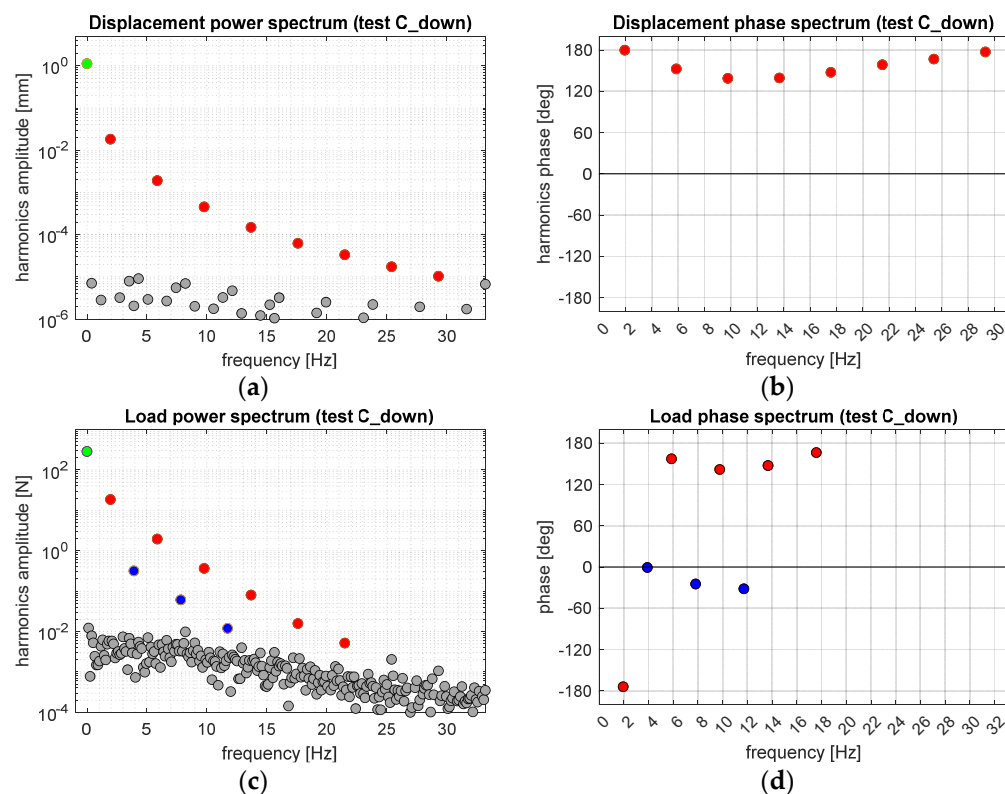 Displacement power spectrum (test C_down)
harmonics amplitude [mm]
10^0
10^-2
10^-4
10^-6
0 5 10 15 20 25 30
frequency [Hz]
(a)
Displacement phase spectrum (test C_down)
harmonics phase [deg]
180
120
60
0
-60
-120
-180
0 2 4 6 8 10 12 14 16 18 20 22 24 26 28 30
frequency [Hz]
(b)
Load power spectrum (test C_down)
harmonics amplitude [N]
10^2
10^0
10^-2
10^-4
0 5 10 15 20 25 30
frequency [Hz]
(c)
Load phase spectrum (test C_down)
phase [deg]
180
120
60
0
-60
-120
-180
0 2 4 6 8 10 12 14 16 18 20 22 24 26 28 30 32
frequency [Hz]
(d)